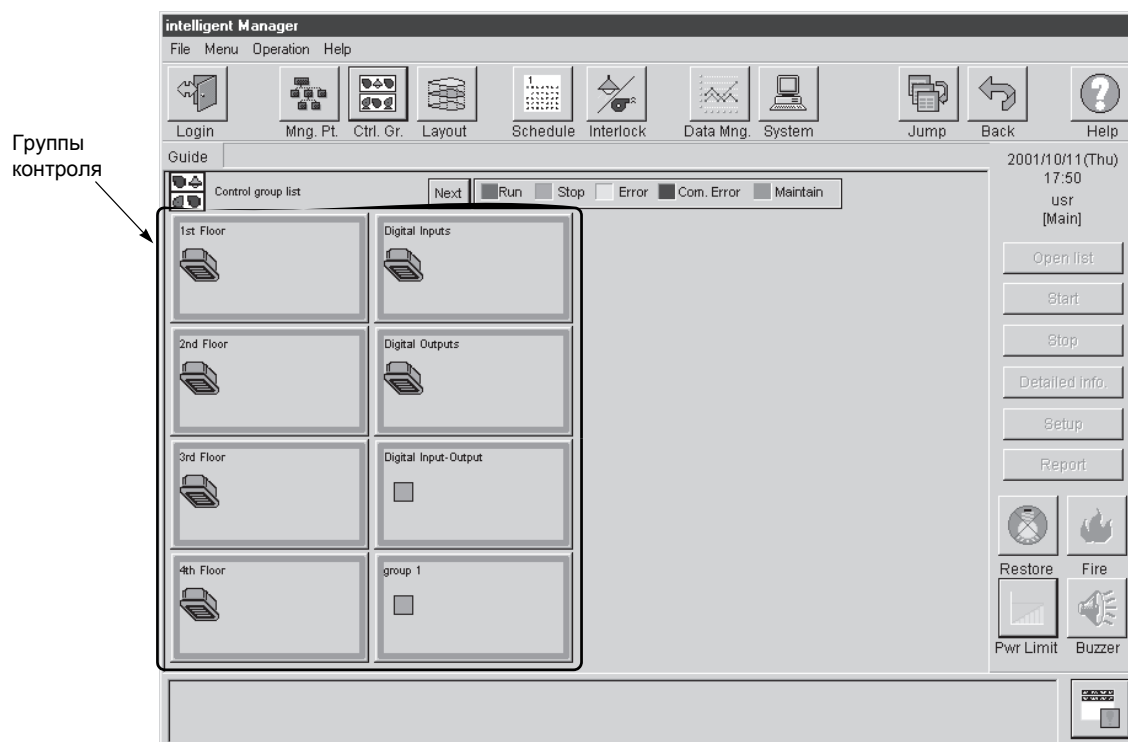 Группы
контроля
intelligent Manager
File Menu Operation Help
Login Mng. Pt. Ctrl. Gr. Layout Schedule Interlock Data Mng. System Jump Back Help
Guide
Control group list Next Run Stop Error Com. Error Maintain
2001/10/11(Thu)
17:50
usr
[Main]
1st Floor Digital Inputs
2nd Floor Digital Outputs
3rd Floor Digital Input-Output
4th Floor group 1
Open list
Start
Stop
Detailed info.
Setup
Report
Restore Fire
Pwr Limit Buzzer